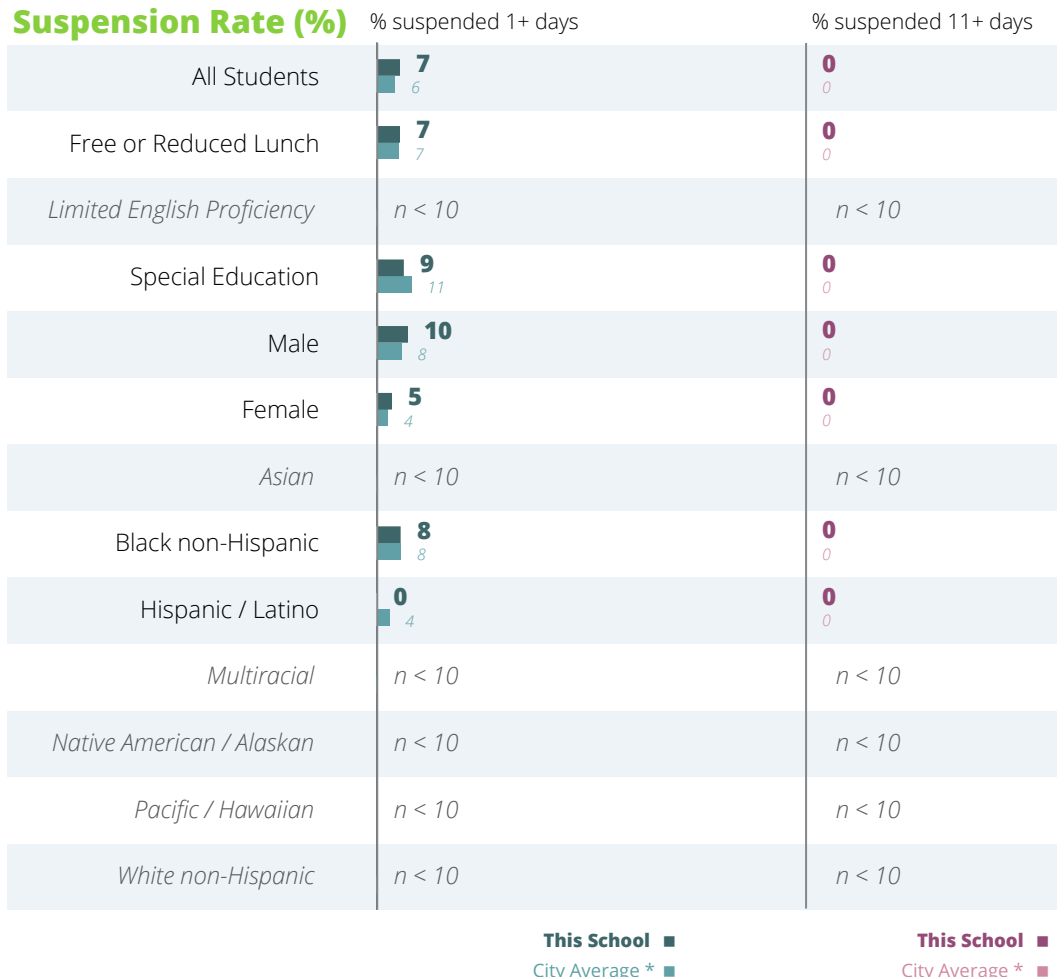 Suspension Rate (%) % suspended 1+ days % suspended 11+ days
All Students 7 0
6 0
Free or Reduced Lunch 7 0
7 0
Limited English Proficiency n < 10 n < 10
Special Education 9 0
11 0
Male 10 0
8 0
Female 5 0
4 0
Asian n < 10 n < 10
Black non-Hispanic 8 0
8 0
Hispanic / Latino 0 0
4 0
Multiracial n < 10 n < 10
Native American / Alaskan n < 10 n < 10
Pacific / Hawaiian n < 10 n < 10
White non-Hispanic n < 10 n < 10
This School This School
City Average * City Average *